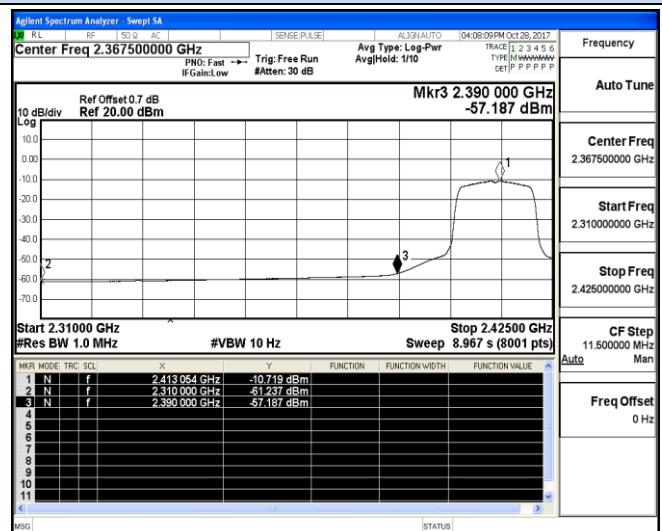 Agilent Spectrum Analyzer - Swept SA
RL RF 50 Ω AC SENSE:PULSE ALIGN AUTO 04:08:09 PM Oct 28, 2017
Center Freq 2.367500000 GHz
PNO: Fast
IFGain:Low
Trig: Free Run
#Atten: 30 dB
Avg Type: Log-Pwr
Avg|Hold: 1/10
TRACE 1 2 3 4 5 6
TYPE M
DET P P P P P P
Mkr3 2.390 000 GHz
-57.187 dBm
Ref Offset 0.7 dB
10 dB/div Ref 20.00 dBm
Log
10.0
0.00
-10.0
-20.0
-30.0
-40.0
-50.0
-60.0
-70.0
1
2
3
Start 2.31000 GHz Stop 2.42500 GHz
#Res BW 1.0 MHz #VBW 10 Hz Sweep 8.967 s (8001 pts)
MKR MODE TRC SCL X Y FUNCTION FUNCTION WIDTH FUNCTION VALUE
1 N f 2.413 054 GHz -10.719 dBm
2 N f 2.310 000 GHz -61.237 dBm
3 N f 2.390 000 GHz -57.187 dBm
4
5
6
7
8
9
10
11
MSG STATUS
Frequency
Auto Tune
Center Freq
2.367500000 GHz
Start Freq
2.310000000 GHz
Stop Freq
2.425000000 GHz
CF Step
11.500000 MHz
Auto Man
Freq Offset
0 Hz